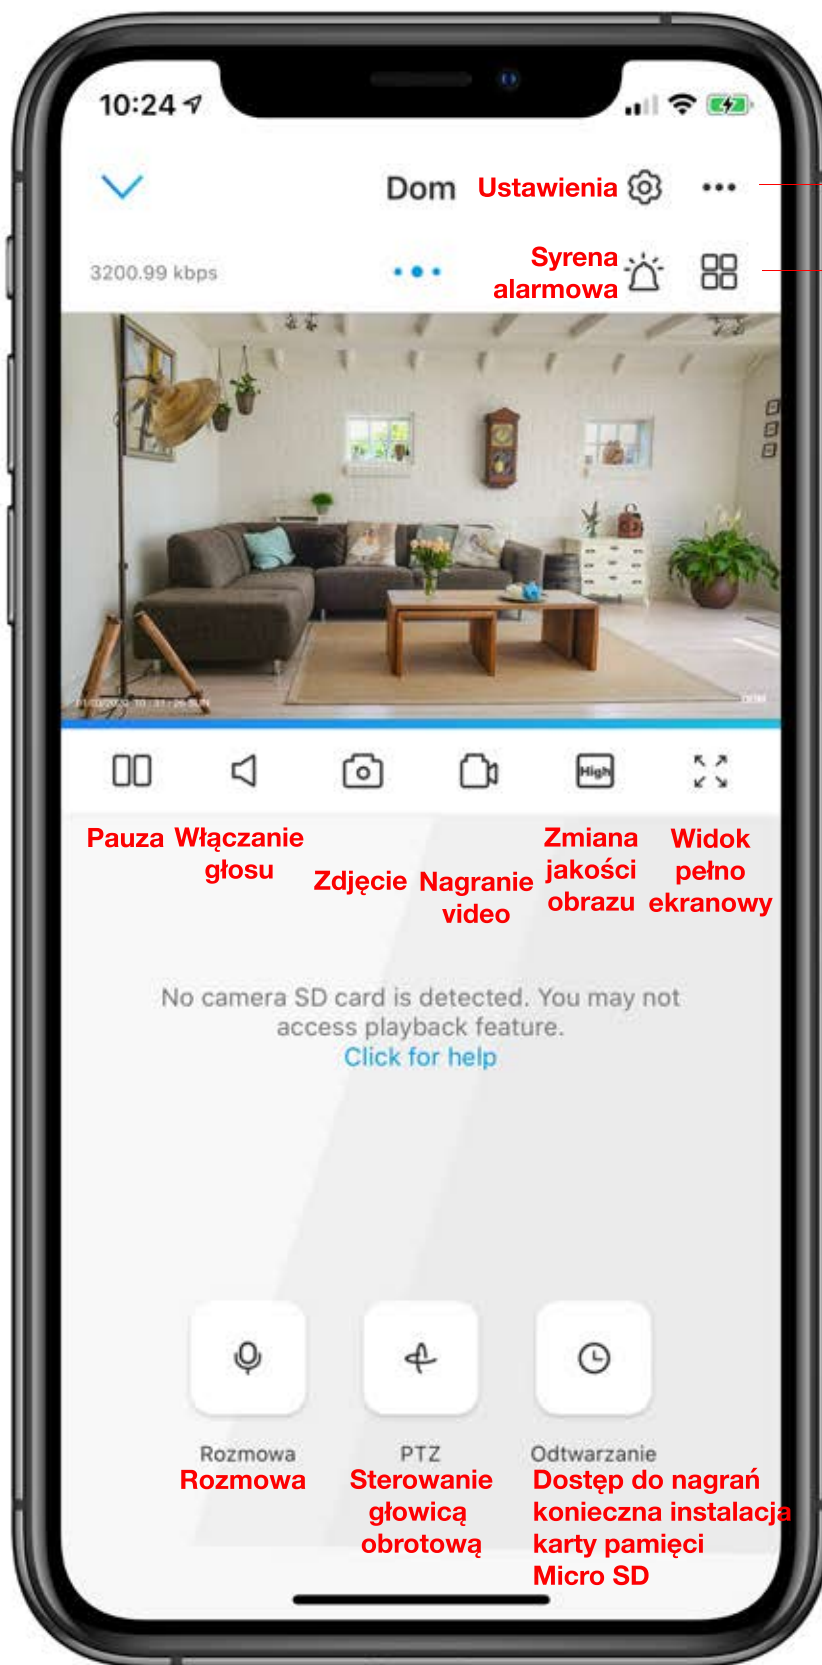 10:24
Dom Ustawienia
3200.99 kbps
Syrena
alarmowa
DOM
High
Pauza Włączanie
głosu
Zdjęcie Nagranie
video
Zmiana
jakości
obrazu
Widok
pełno
ekranowy
No camera SD card is detected. You may not
access playback feature.
Click for help
Rozmowa PTZ Odtwarzanie
Rozmowa
Sterowanie
głowicą
obrotową
Dostęp do nagrań
konieczna instalacja
karty pamięci
Micro SD